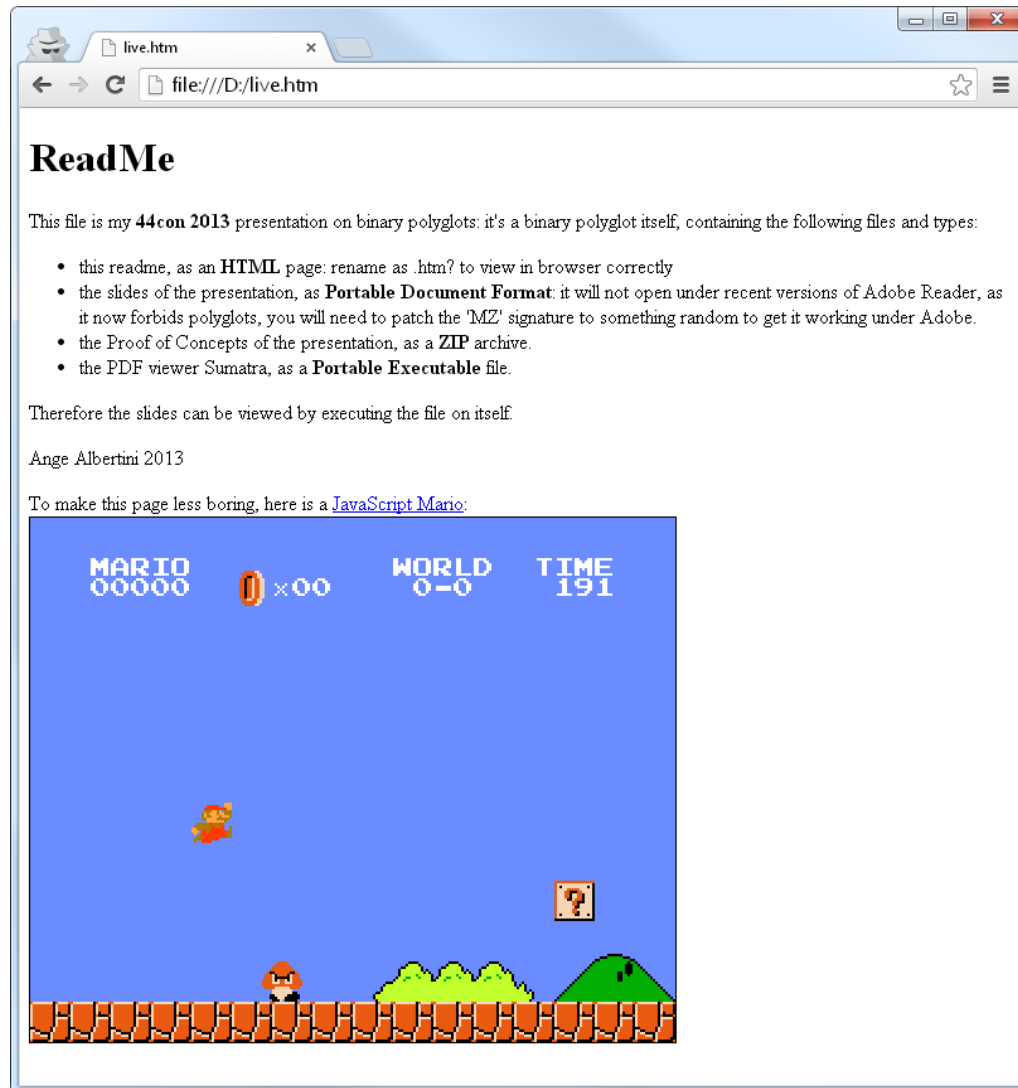 live.htm
file:///D:/live.htm
ReadMe
This file is my 44con 2013 presentation on binary polyglots: it's a binary polyglot itself, containing the following files and types:
• this readme, as an HTML page: rename as .htm? to view in browser correctly
• the slides of the presentation, as Portable Document Format: it will not open under recent versions of Adobe Reader, as
it now forbids polyglots, you will need to patch the 'MZ' signature to something random to get it working under Adobe.
• the Proof of Concepts of the presentation, as a ZIP archive.
• the PDF viewer Sumatra, as a Portable Executable file.
Therefore the slides can be viewed by executing the file on itself.
Ange Albertini 2013
To make this page less boring, here is a JavaScript Mario:
MARIO WORLD TIME
00000 ×00 0-0 191
?